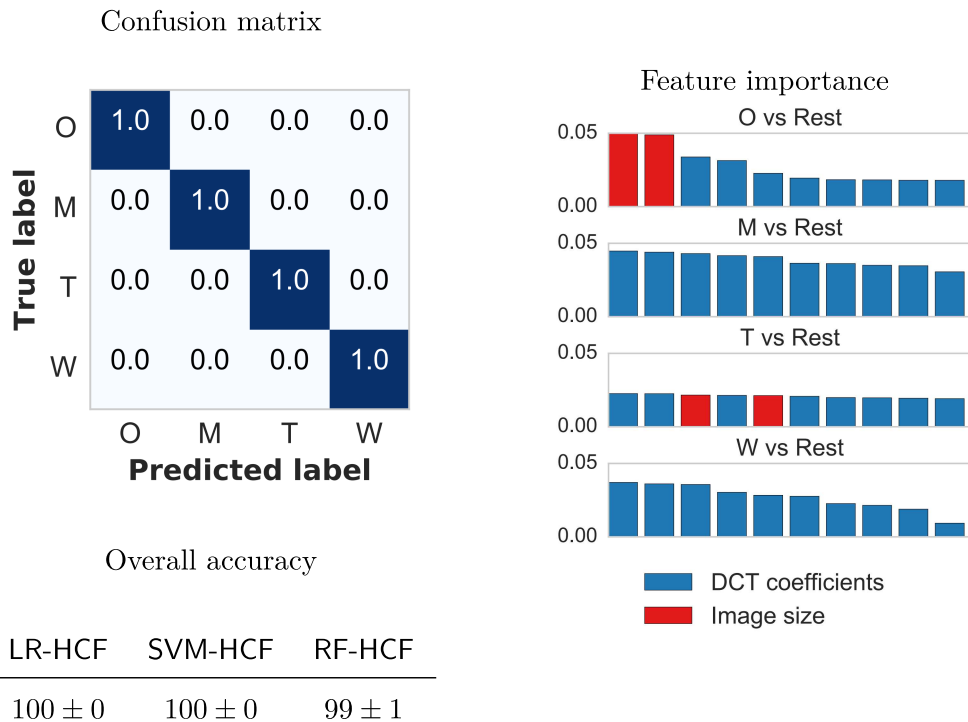 Confusion matrix
O 1.0 0.0 0.0 0.0
M 0.0 1.0 0.0 0.0
T 0.0 0.0 1.0 0.0
W 0.0 0.0 0.0 1.0
True label
O M T W
Predicted label
Overall accuracy
LR-HCF SVM-HCF RF-HCF
100 ± 0 100 ± 0 99 ± 1
Feature importance
O vs Rest
0.05
0.00
M vs Rest
0.05
0.00
T vs Rest
0.05
0.00
W vs Rest
0.05
0.00
DCT coefficients
Image size